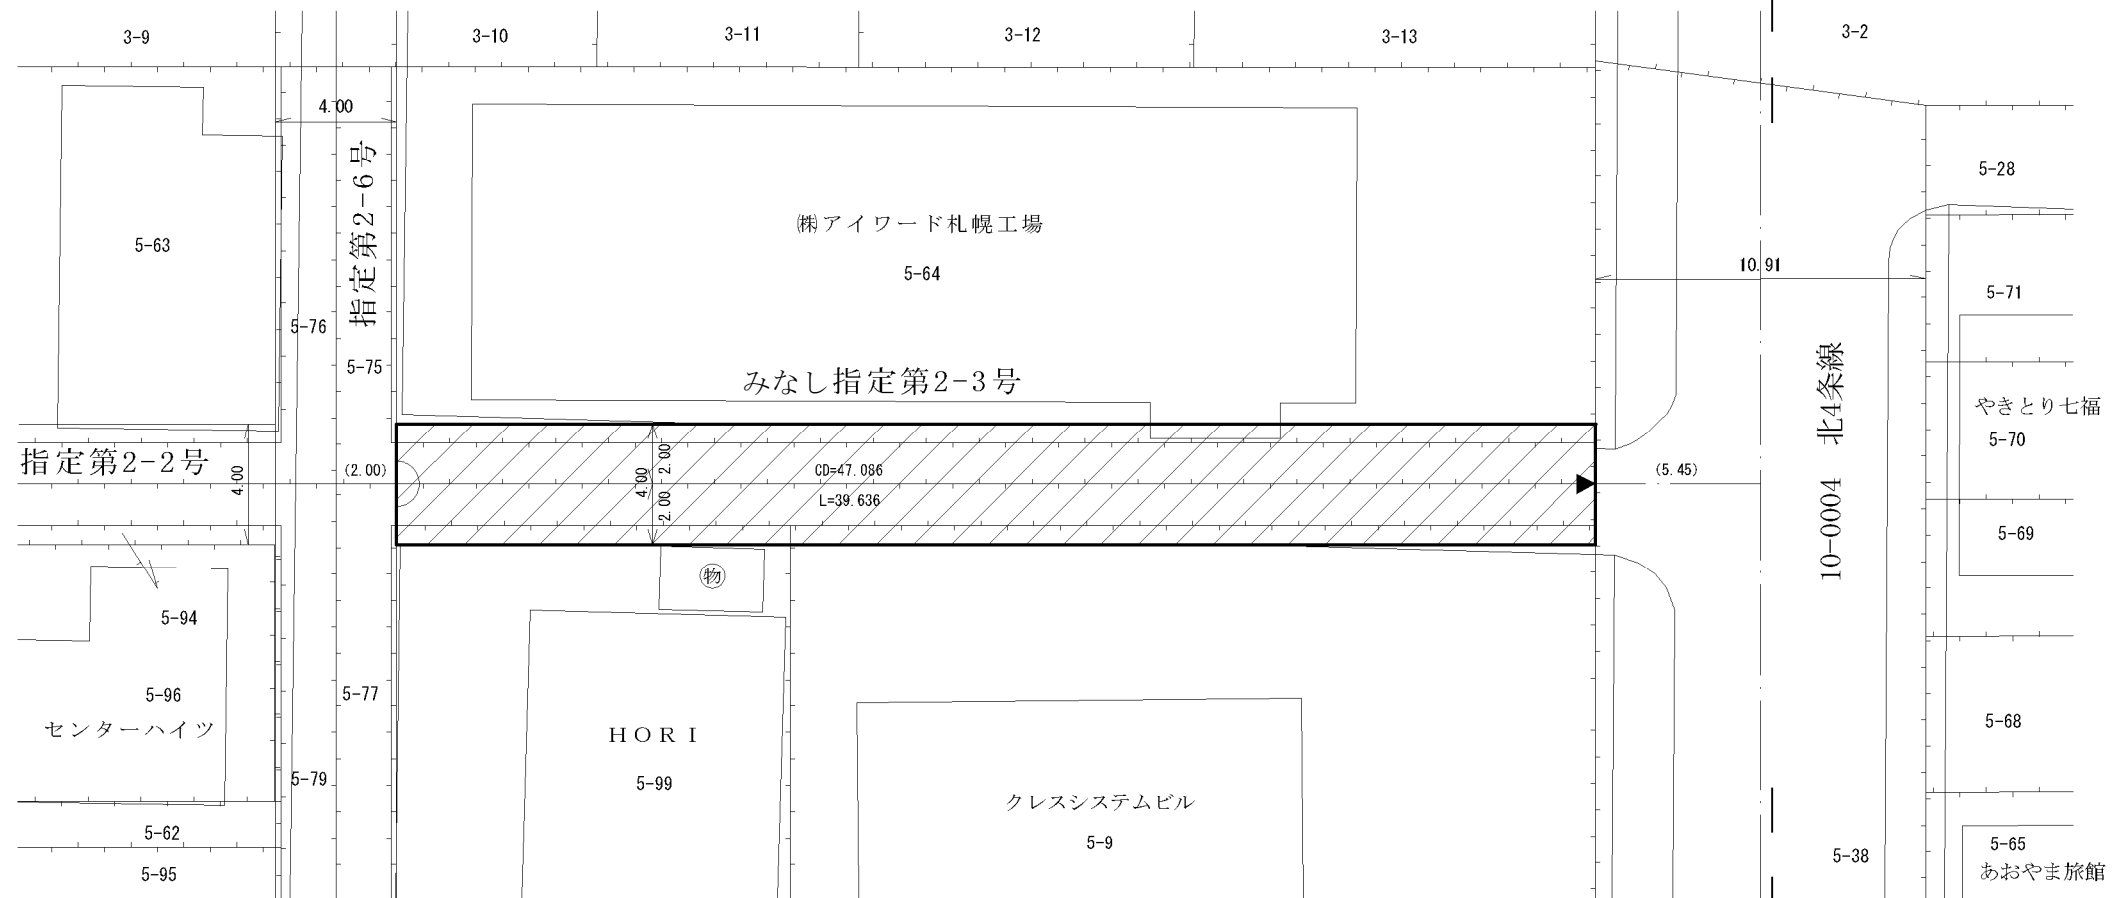 3-9
3-10
3-11
3-12
3-13
3-2
4.00
指定第2-6号
5-63
㈱アイワード札幌工場
5-64
5-28
10.91
5-71
5-76
5-75
みなし指定第2-3号
10-0004 北4条線
やきとり七福
5-70
指定第2-2号
4.00
(2.00)
4.00
2.00
2.00
CD=47.086
L=39.636
(5.45)
5-69
物
5-94
5-96
センターハイツ
5-77
HORI
5-99
5-68
5-79
クレスシステムビル
5-9
5-62
5-95
5-38
5-65
あおやま旅館